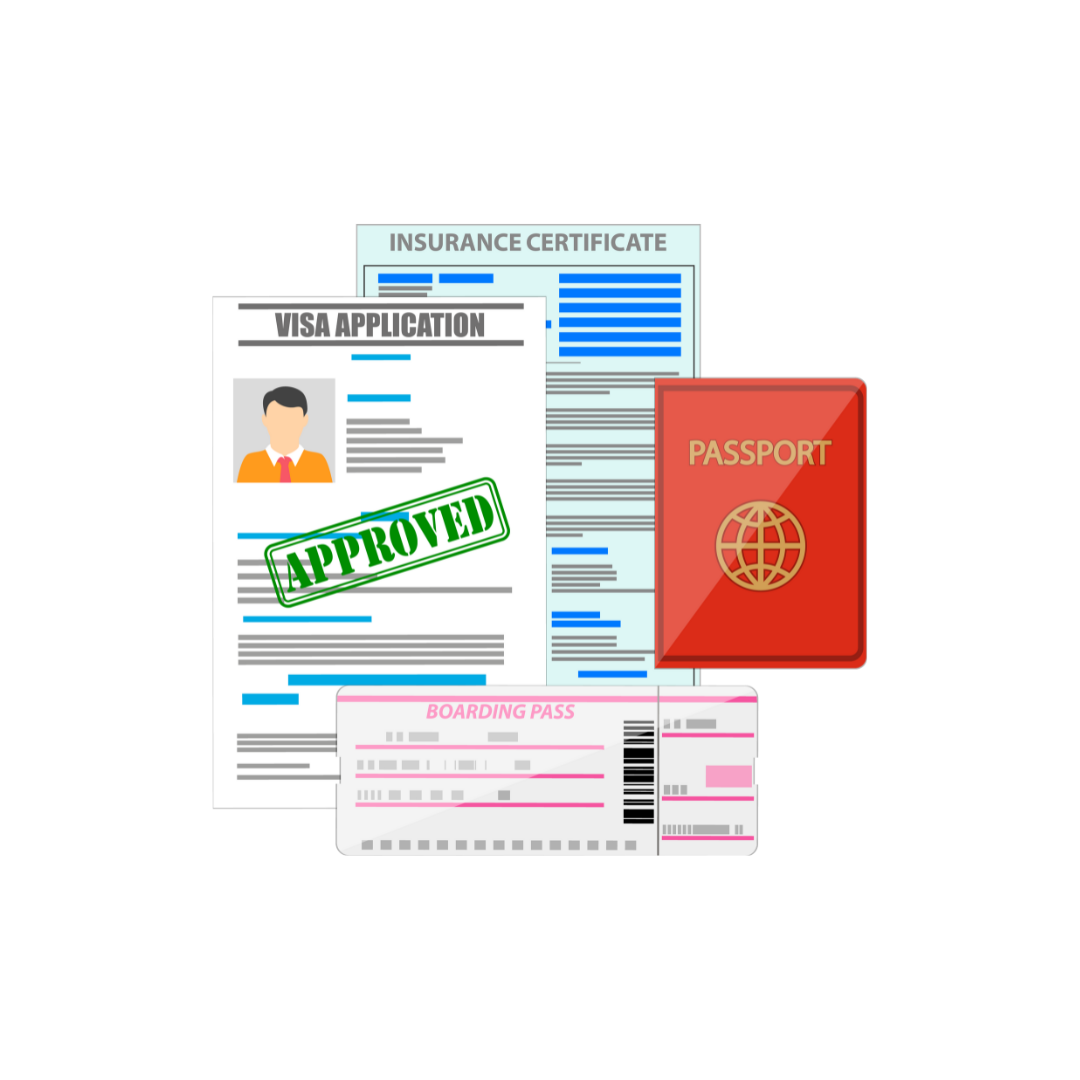 INSURANCE CERTIFICATE
VISA APPLICATION
PASSPORT
APPROVED
BOARDING PASS